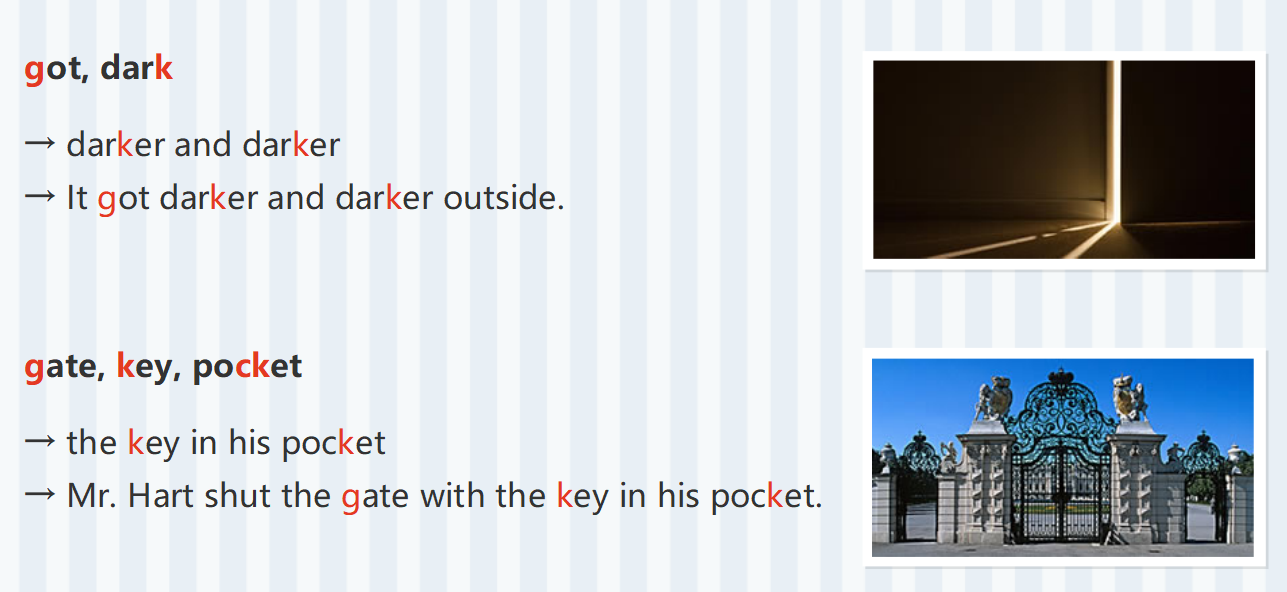 got, dark
→ darker and darker
→ It got darker and darker outside.
gate, key, pocket
→ the key in his pocket
→ Mr. Hart shut the gate with the key in his pocket.